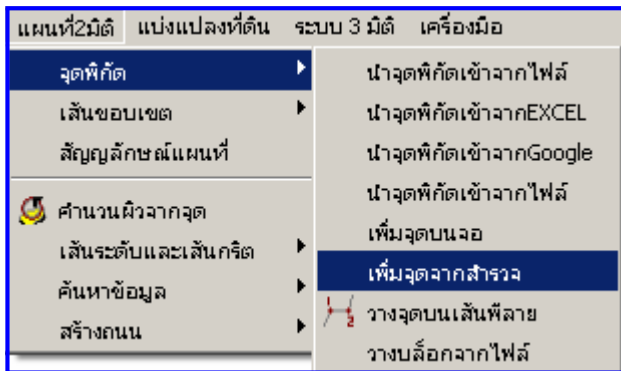 แผนที่2มิติ แบ่งแปลงที่ดิน ระบบ 3 มิติ เครื่องมือ
จุดพิกัด
เส้นขอบเขต
สัญญลักษณ์แผนที่
คำนวนผิวจากจุด
เส้นระดับและเส้นกริต
ค้นหาข้อมูล
สร้างถนน
นำจุดพิกัดเข้าจากไฟล์
นำจุดพิกัดเข้าจากEXCEL
นำจุดพิกัดเข้าจากGoogle
นำจุดพิกัดเข้าจากไฟล์
เพิ่มจุดบนจอ
เพิ่มจุดจากสำรวจ
วางจุดบนเส้นพีลาย
วางบล็อกจากไฟล์